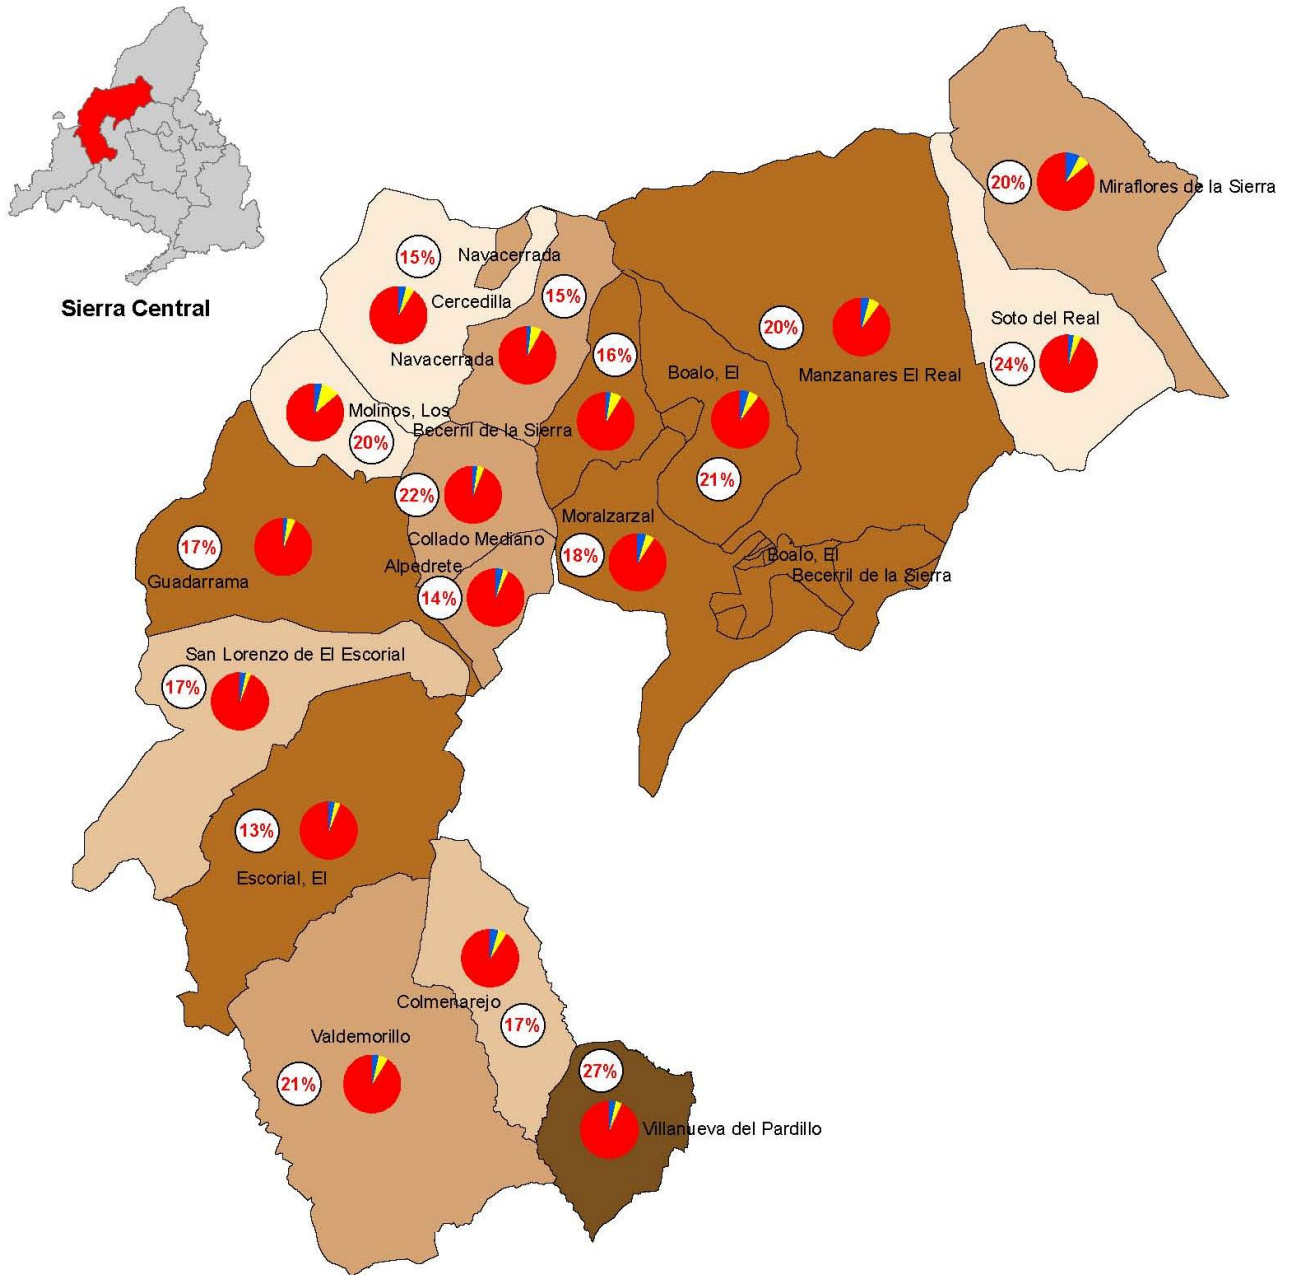 Sierra Central
20%
Miraflores de la Sierra
15%
Navacerrada
Cercedilla
15%
Soto del Real
24%
20%
Manzanares El Real
Navacerrada
16%
Boalo, El
Molinos, Los
20%
Becerril de la Sierra
21%
22%
Collado Mediano
Moralzarzal
18%
17%
Guadarrama
Alpedrete
14%
Boalo, El
Becerril de la Sierra
San Lorenzo de El Escorial
17%
13%
Escorial, El
Colmenarejo
17%
Valdemorillo
21%
27%
Villanueva del Pardillo